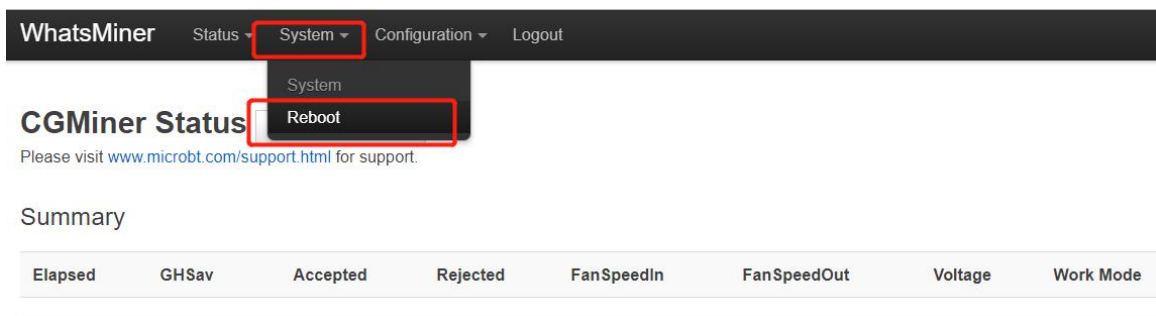 WhatsMiner Status System Configuration Logout
System
Reboot
CGMiner Status
Please visit www.microbt.com/support.html for support.
Summary
Elapsed GHSav Accepted Rejected FanSpeedIn FanSpeedOut Voltage Work Mode